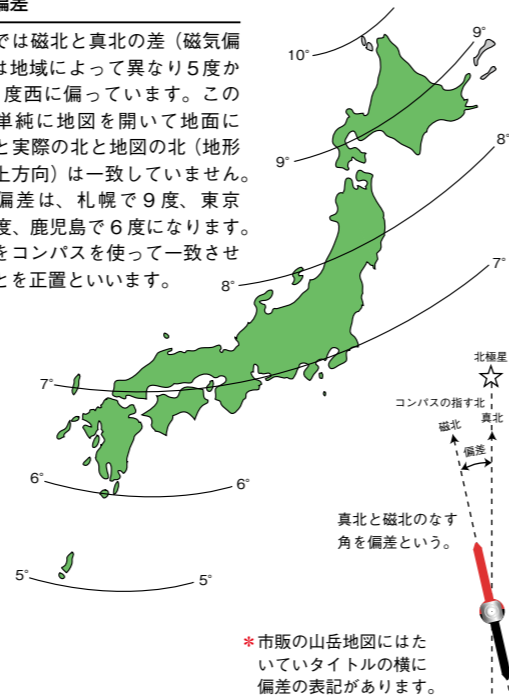 偏差
では磁北と真北の差（磁気偏
は地域によって異なり5度か
度西に偏っています。この
単純に地図を開いて地面に
と実際の北と地図の北（地形
上方向）は一致していません。
偏差は、札幌で9度、東京
度、鹿児島で6度になります。
をコンパスを使って一致させ
とを正置といいます。
10°
9°
9°
8°
8°
7°
7°
6°
6°
5°
5°
北極星
コンパスの指す北
磁北
真北
偏差
真北と磁北のなす
角を偏差という。
*市販の山岳地図にはた
いていタイトルの横に
偏差の表記があります。